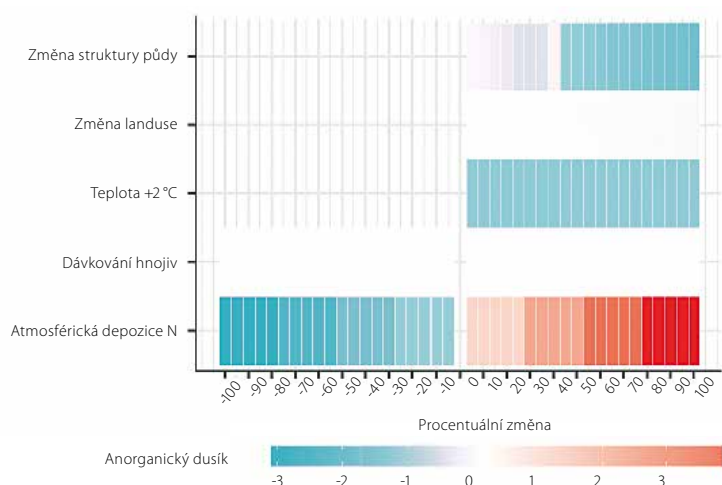 Změna struktury půdy
Změna landuse
Teplota +2 °C
Dávkování hnojiv
Atmosférická depozice N
-100 -90 -80 -70 -60 -50 -40 -30 -20 -10 0 10 20 30 40 50 60 70 80 90 100
Procentuální změna
Anorganický dusík
-3 -2 -1 0 1 2 3